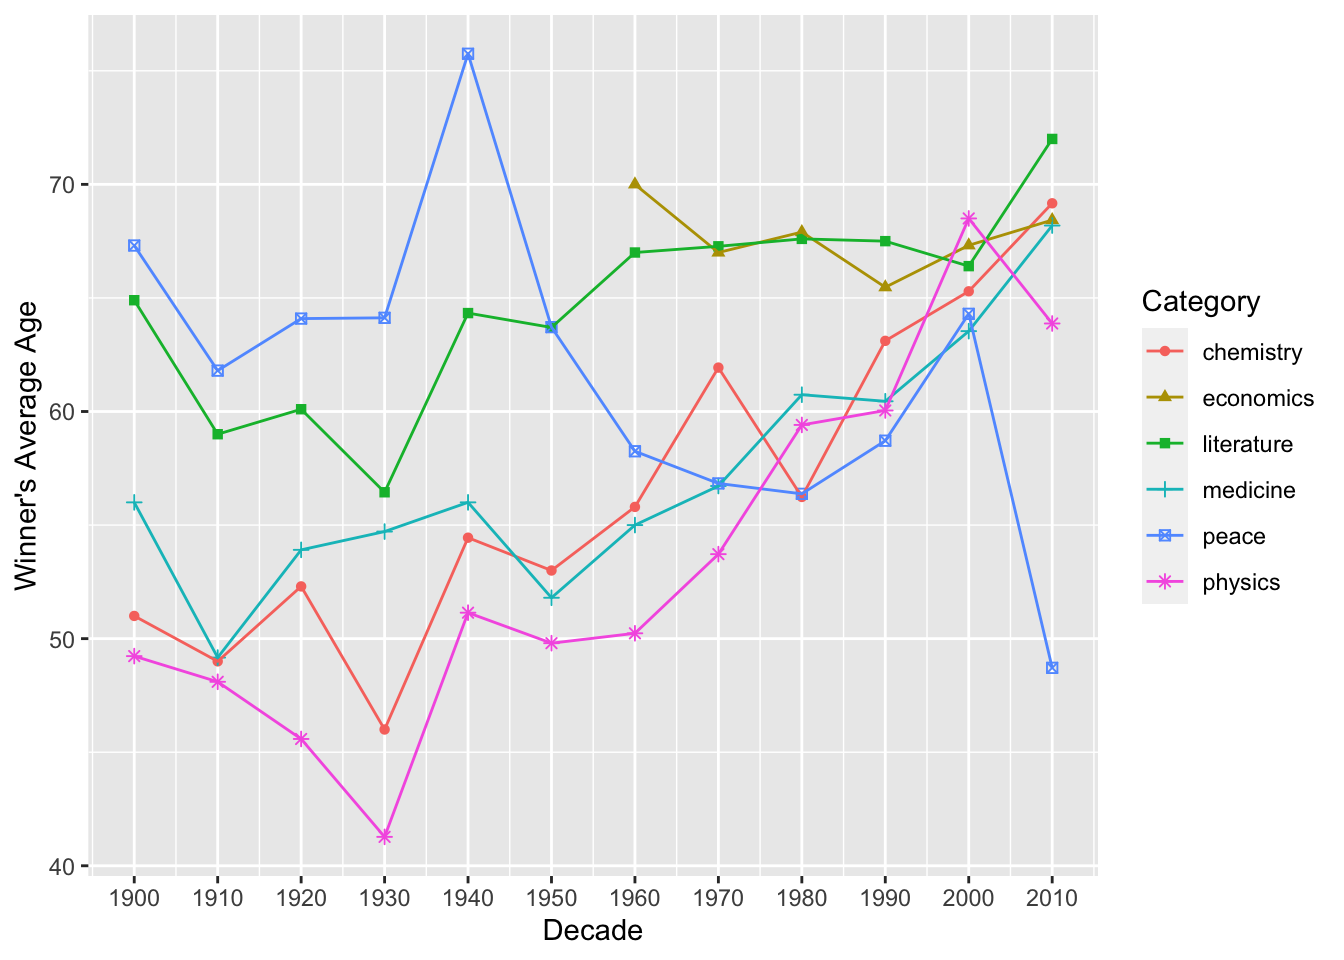 70
60
50
40
Winner's Average Age
1900 1910 1920 1930 1940 1950 1960 1970 1980 1990 2000 2010
Decade
Category
chemistry
economics
literature
medicine
peace
physics